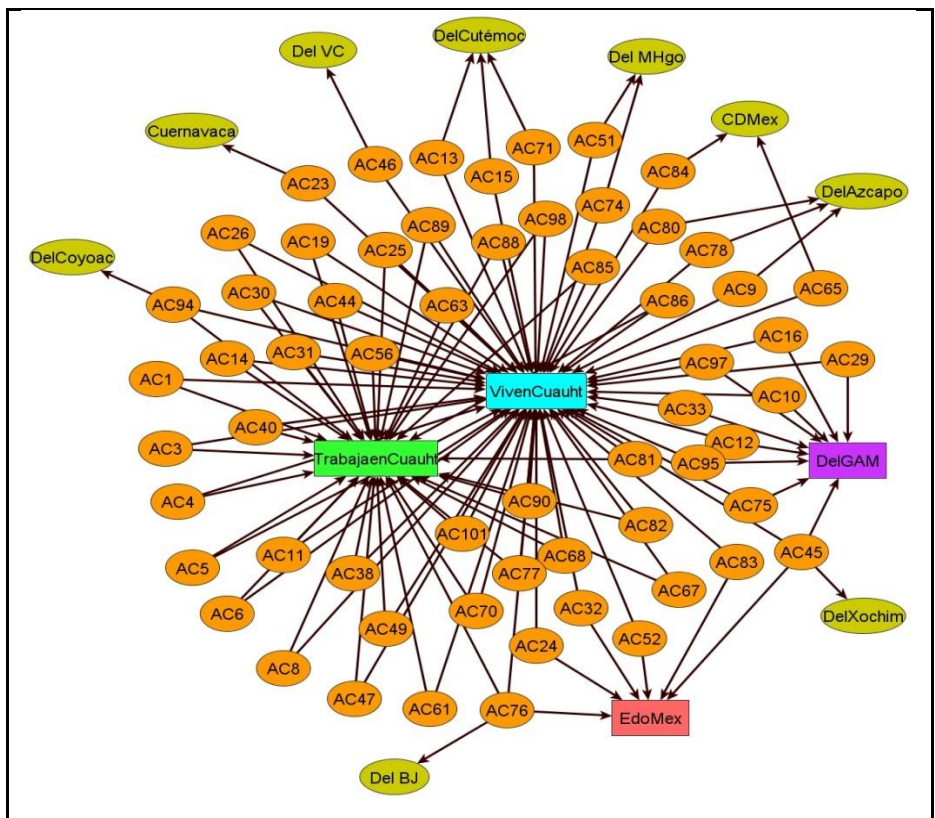 DelCutémoc
Del VC
Del MHgo
CDMex
Cuernavaca
AC46
AC13
AC71
AC51
AC15
AC84
AC23
AC74
DelAzcapo
AC26
AC19
AC25
AC89
AC88
AC98
AC80
AC78
DelCoyoac
AC85
AC94
AC30
AC44
AC63
AC86
AC9
AC65
AC14
AC31
AC56
AC16
AC97
AC29
AC1
VivenCuauht
AC33
AC10
AC3
AC40
AC12
TrabajaenCuauht
AC81
AC95
DelGAM
AC4
AC90
AC75
AC5
AC11
AC101
AC82
AC38
AC77
AC68
AC83
AC45
AC6
AC67
AC49
AC70
AC32
DelXochim
AC8
AC24
AC52
AC47
AC61
AC76
EdoMex
Del BJ